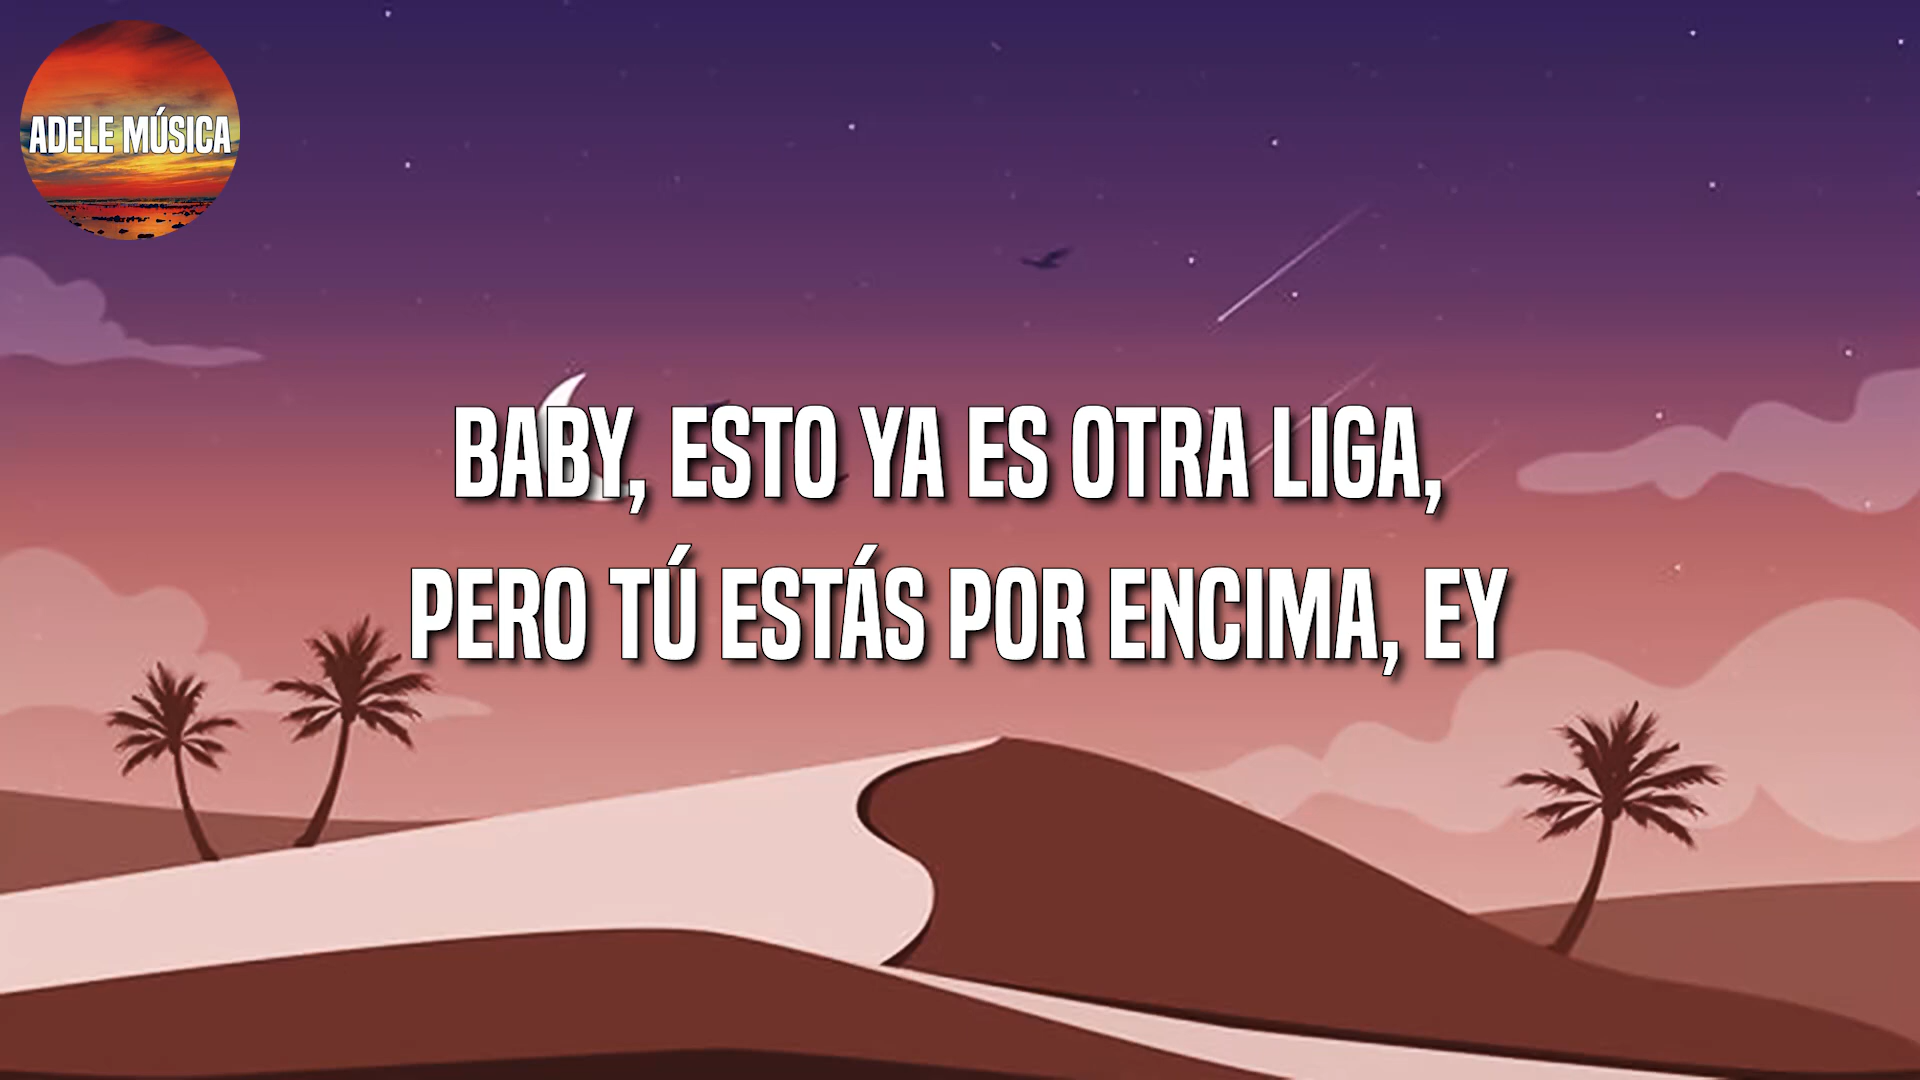 ADELE MÚSICA
BABY, ESTO YA ES OTRA LIGA,
PERO TÚ ESTÁS POR ENCIMA, EY